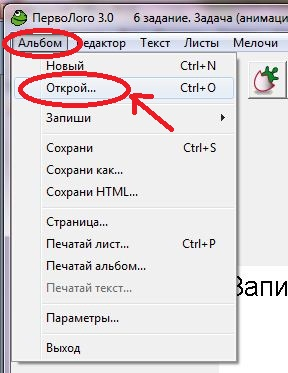 ПервоЛого 3.0 6 задание. Задача (анимаци
Альбом Редактор Текст Листы Мелочи
Новый Ctrl+N
Открой... Ctrl+O
Запиши
Сохрани Ctrl+S
Сохрани как...
Сохрани HTML...
Страница...
Печатай лист... Ctrl+P
Печатай альбом...
Печатай текст...
Параметры...
Выход
Запи